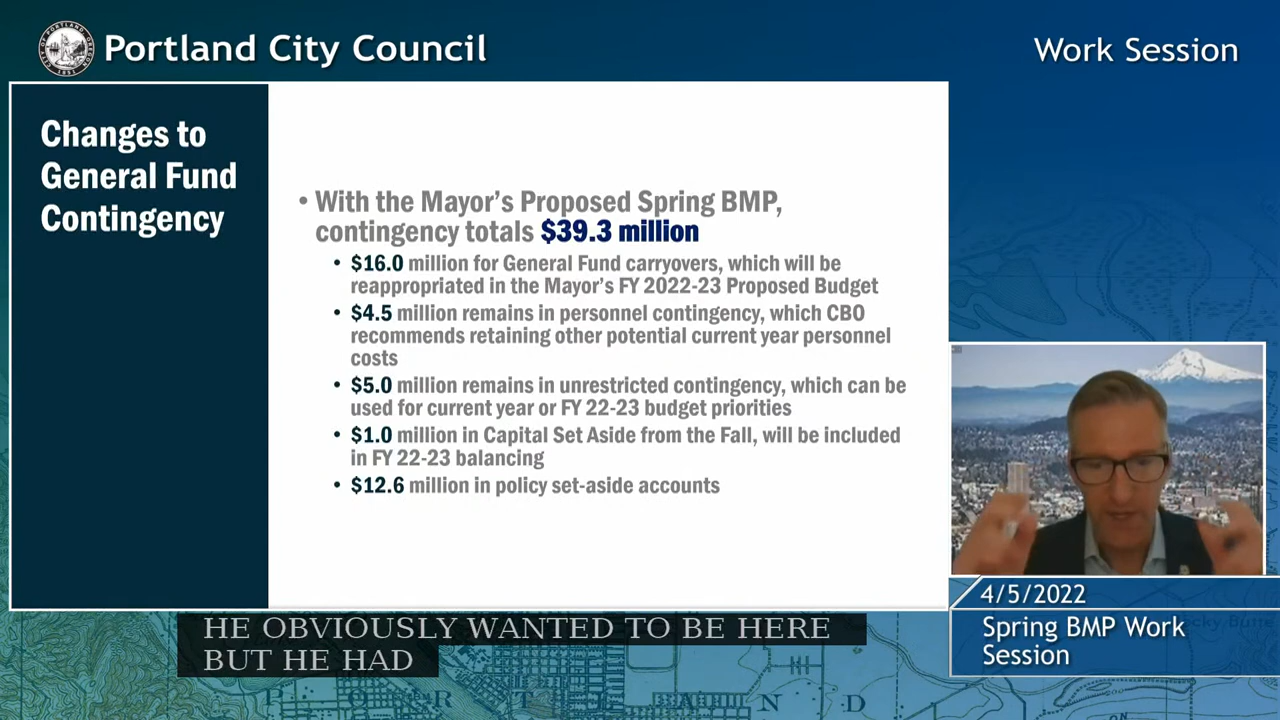 Portland City Council
Work Session
Changes to
General Fund
Contingency
• With the Mayor's Proposed Spring BMP,
contingency totals $39.3 million
• $16.0 million for General Fund carryovers, which will be
reappropriated in the Mayor's FY 2022-23 Proposed Budget
• $4.5 million remains in personnel contingency, which CBO
recommends retaining other potential current year personnel
costs
• $5.0 million remains in unrestricted contingency, which can be
used for current year or FY 22-23 budget priorities
• $1.0 million in Capital Set Aside from the Fall, will be included
in FY 22-23 balancing
• $12.6 million in policy set-aside accounts
4/5/2022
Spring BMP Work
Session
HE OBVIOUSLY WANTED TO BE HERE
BUT HE HAD
P O R T L A N D